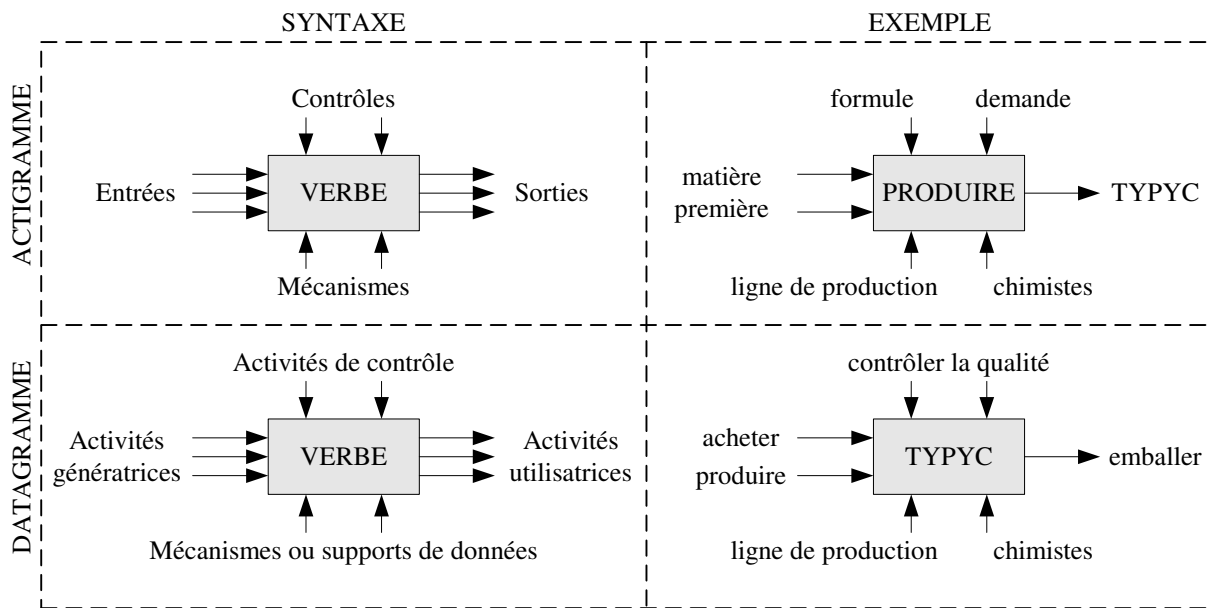 SYNTAXE
EXEMPLE
ACTIGRAMME
Contrôles
Entrées
VERBE
Sorties
Mécanismes
formule
demande
matière
première
PRODUIRE
TYPYC
ligne de production
chimistes
DATAGRAMME
Activités de contrôle
Activités
génératrices
VERBE
Activités
utilisatrices
Mécanismes ou supports de données
contrôler la qualité
acheter
produire
TYPYC
emballer
ligne de production
chimistes